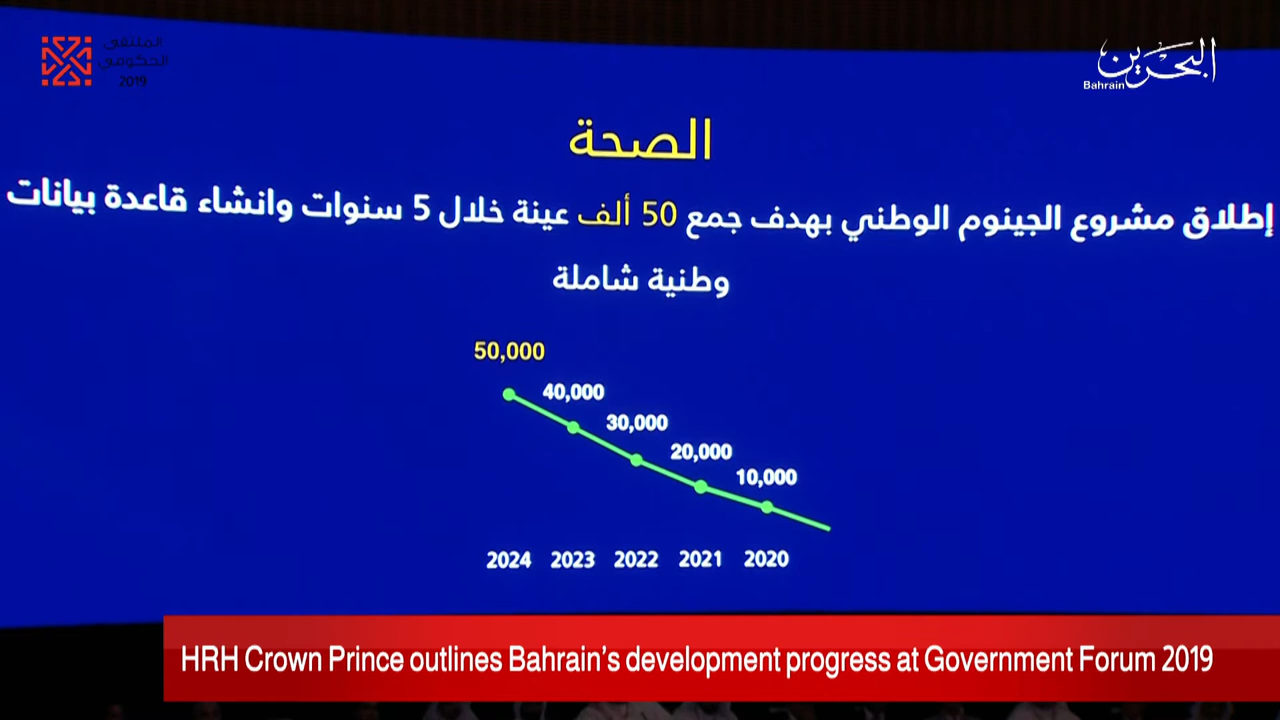 الملتقى
الحكومي
2019
البحرين
Bahrain
الصحة
إطلاق مشروع الجينوم الوطني بهدف جمع 50 ألف عينة خلال 5 سنوات وانشاء قاعدة بيانات
وطنية شاملة
50,000
40,000
30,000
20,000
10,000
2024 2023 2022 2021 2020
HRH Crown Prince outlines Bahrain's development progress at Government Forum 2019